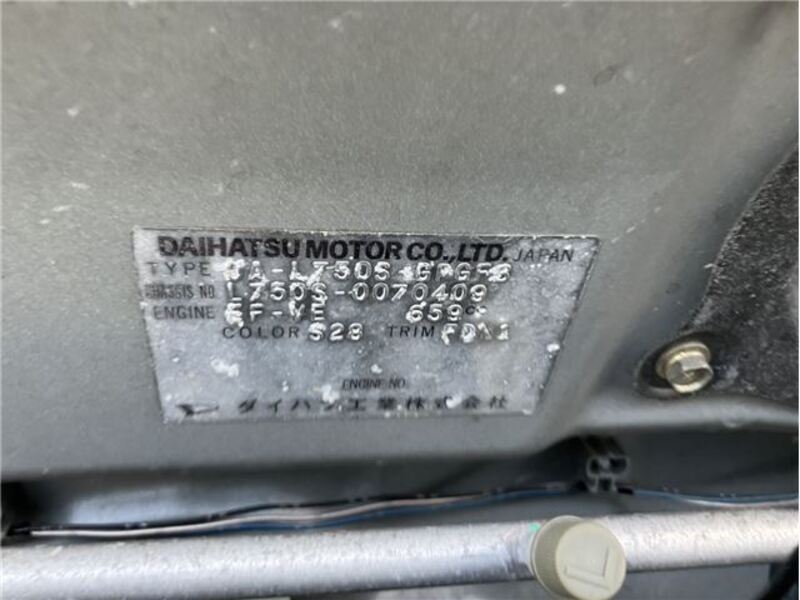 DAIHATSU MOTOR CO.,LTD. JAPAN
TYPE
CHASSIS NO. L750S-0070409
ENGINE EF-VE 659cc
COLOR S28 TRIM
ENGINE NO.
ダイハツ工業株式会社